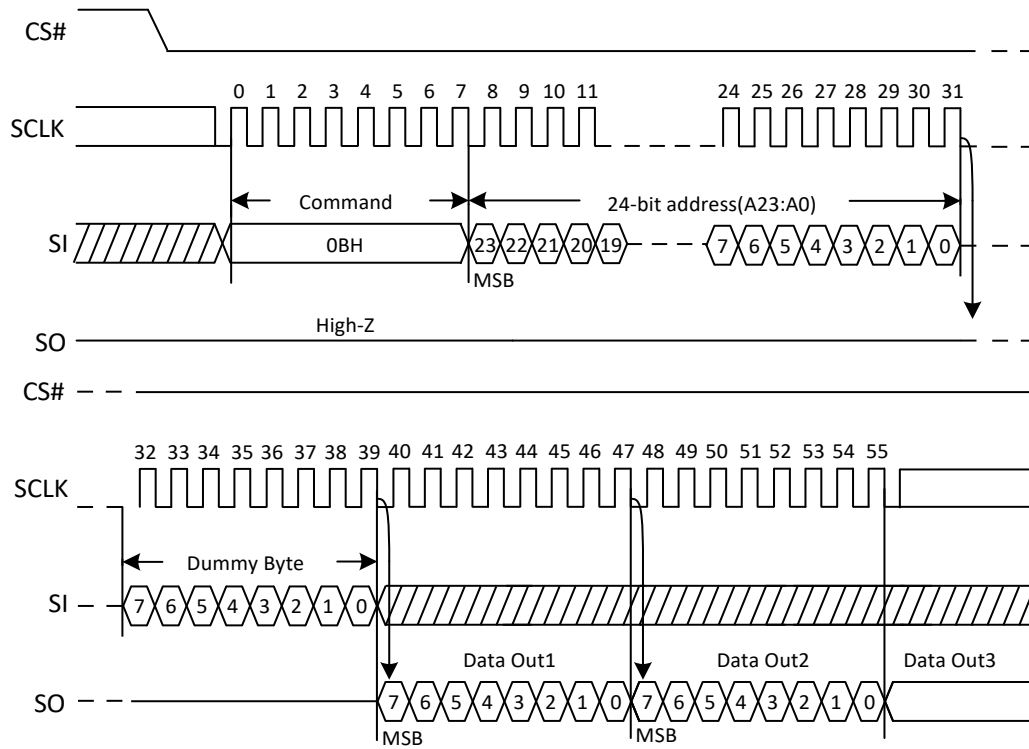 CS#
0 1 2 3 4 5 6 7 8 9 10 11 24 25 26 27 28 29 30 31
SCLK
Command 24-bit address(A23:A0)
SI 0BH 23 22 21 20 19 7 6 5 4 3 2 1 0
MSB
High-Z
SO
CS#
32 33 34 35 36 37 38 39 40 41 42 43 44 45 46 47 48 49 50 51 52 53 54 55
SCLK
Dummy Byte
SI 7 6 5 4 3 2 1 0
Data Out1 Data Out2 Data Out3
SO 7 6 5 4 3 2 1 0 7 6 5 4 3 2 1 0
MSB MSB